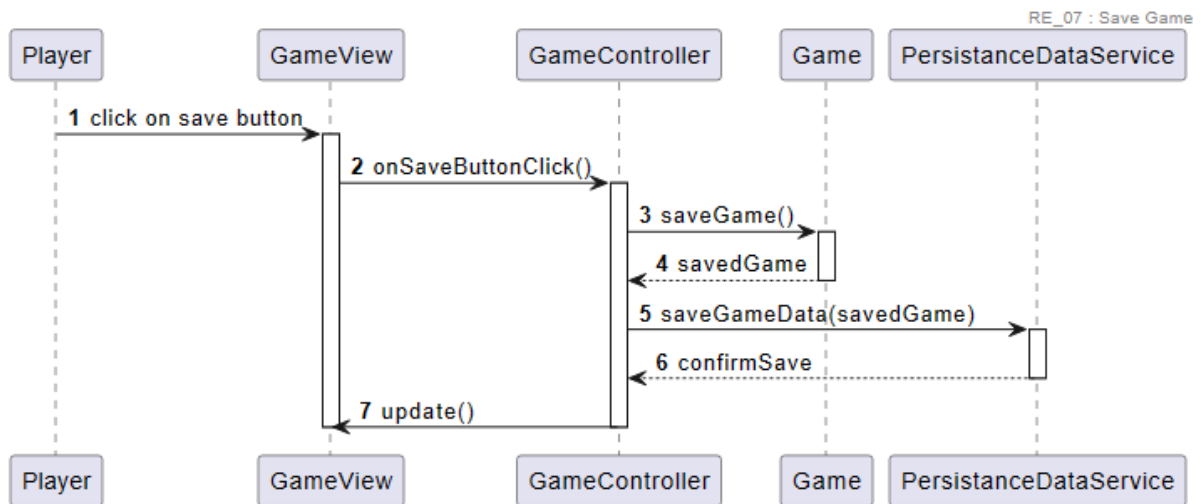 RE_07 : Save Game
Player GameView GameController Game PersistanceDataService
1 click on save button
2 onSaveButtonClick()
3 saveGame()
4 savedGame
5 saveGameData(savedGame)
6 confirmSave
7 update()
Player GameView GameController Game PersistanceDataService